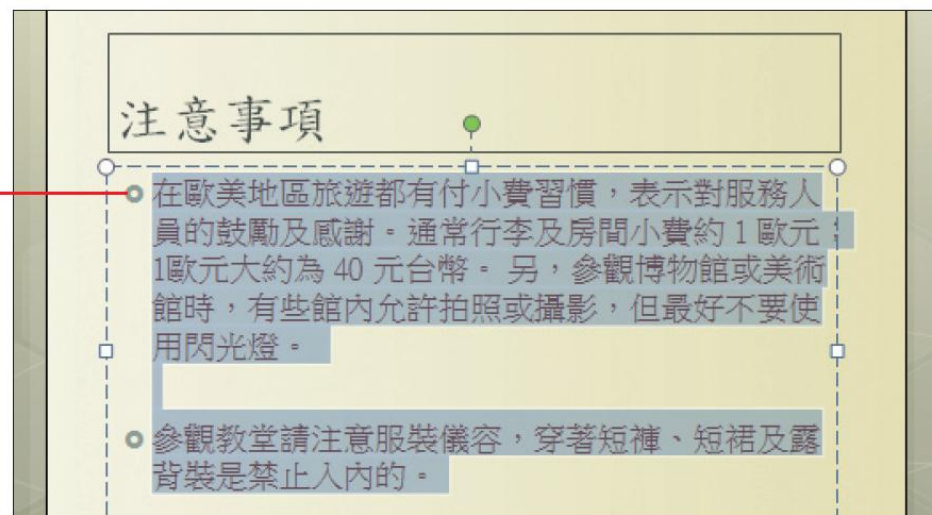 注意事項
在歐美地區旅遊都有付小費習慣，表示對服務人
員的鼓勵及感謝。通常行李及房間小費約 1 歐元；
1歐元大約為 40 元台幣。 另，參觀博物館或美術
館時，有些館內允許拍照或攝影，但最好不要使
用閃光燈。
參觀教堂請注意服裝儀容，穿著短褲、短裙及露
背裝是禁止入內的。